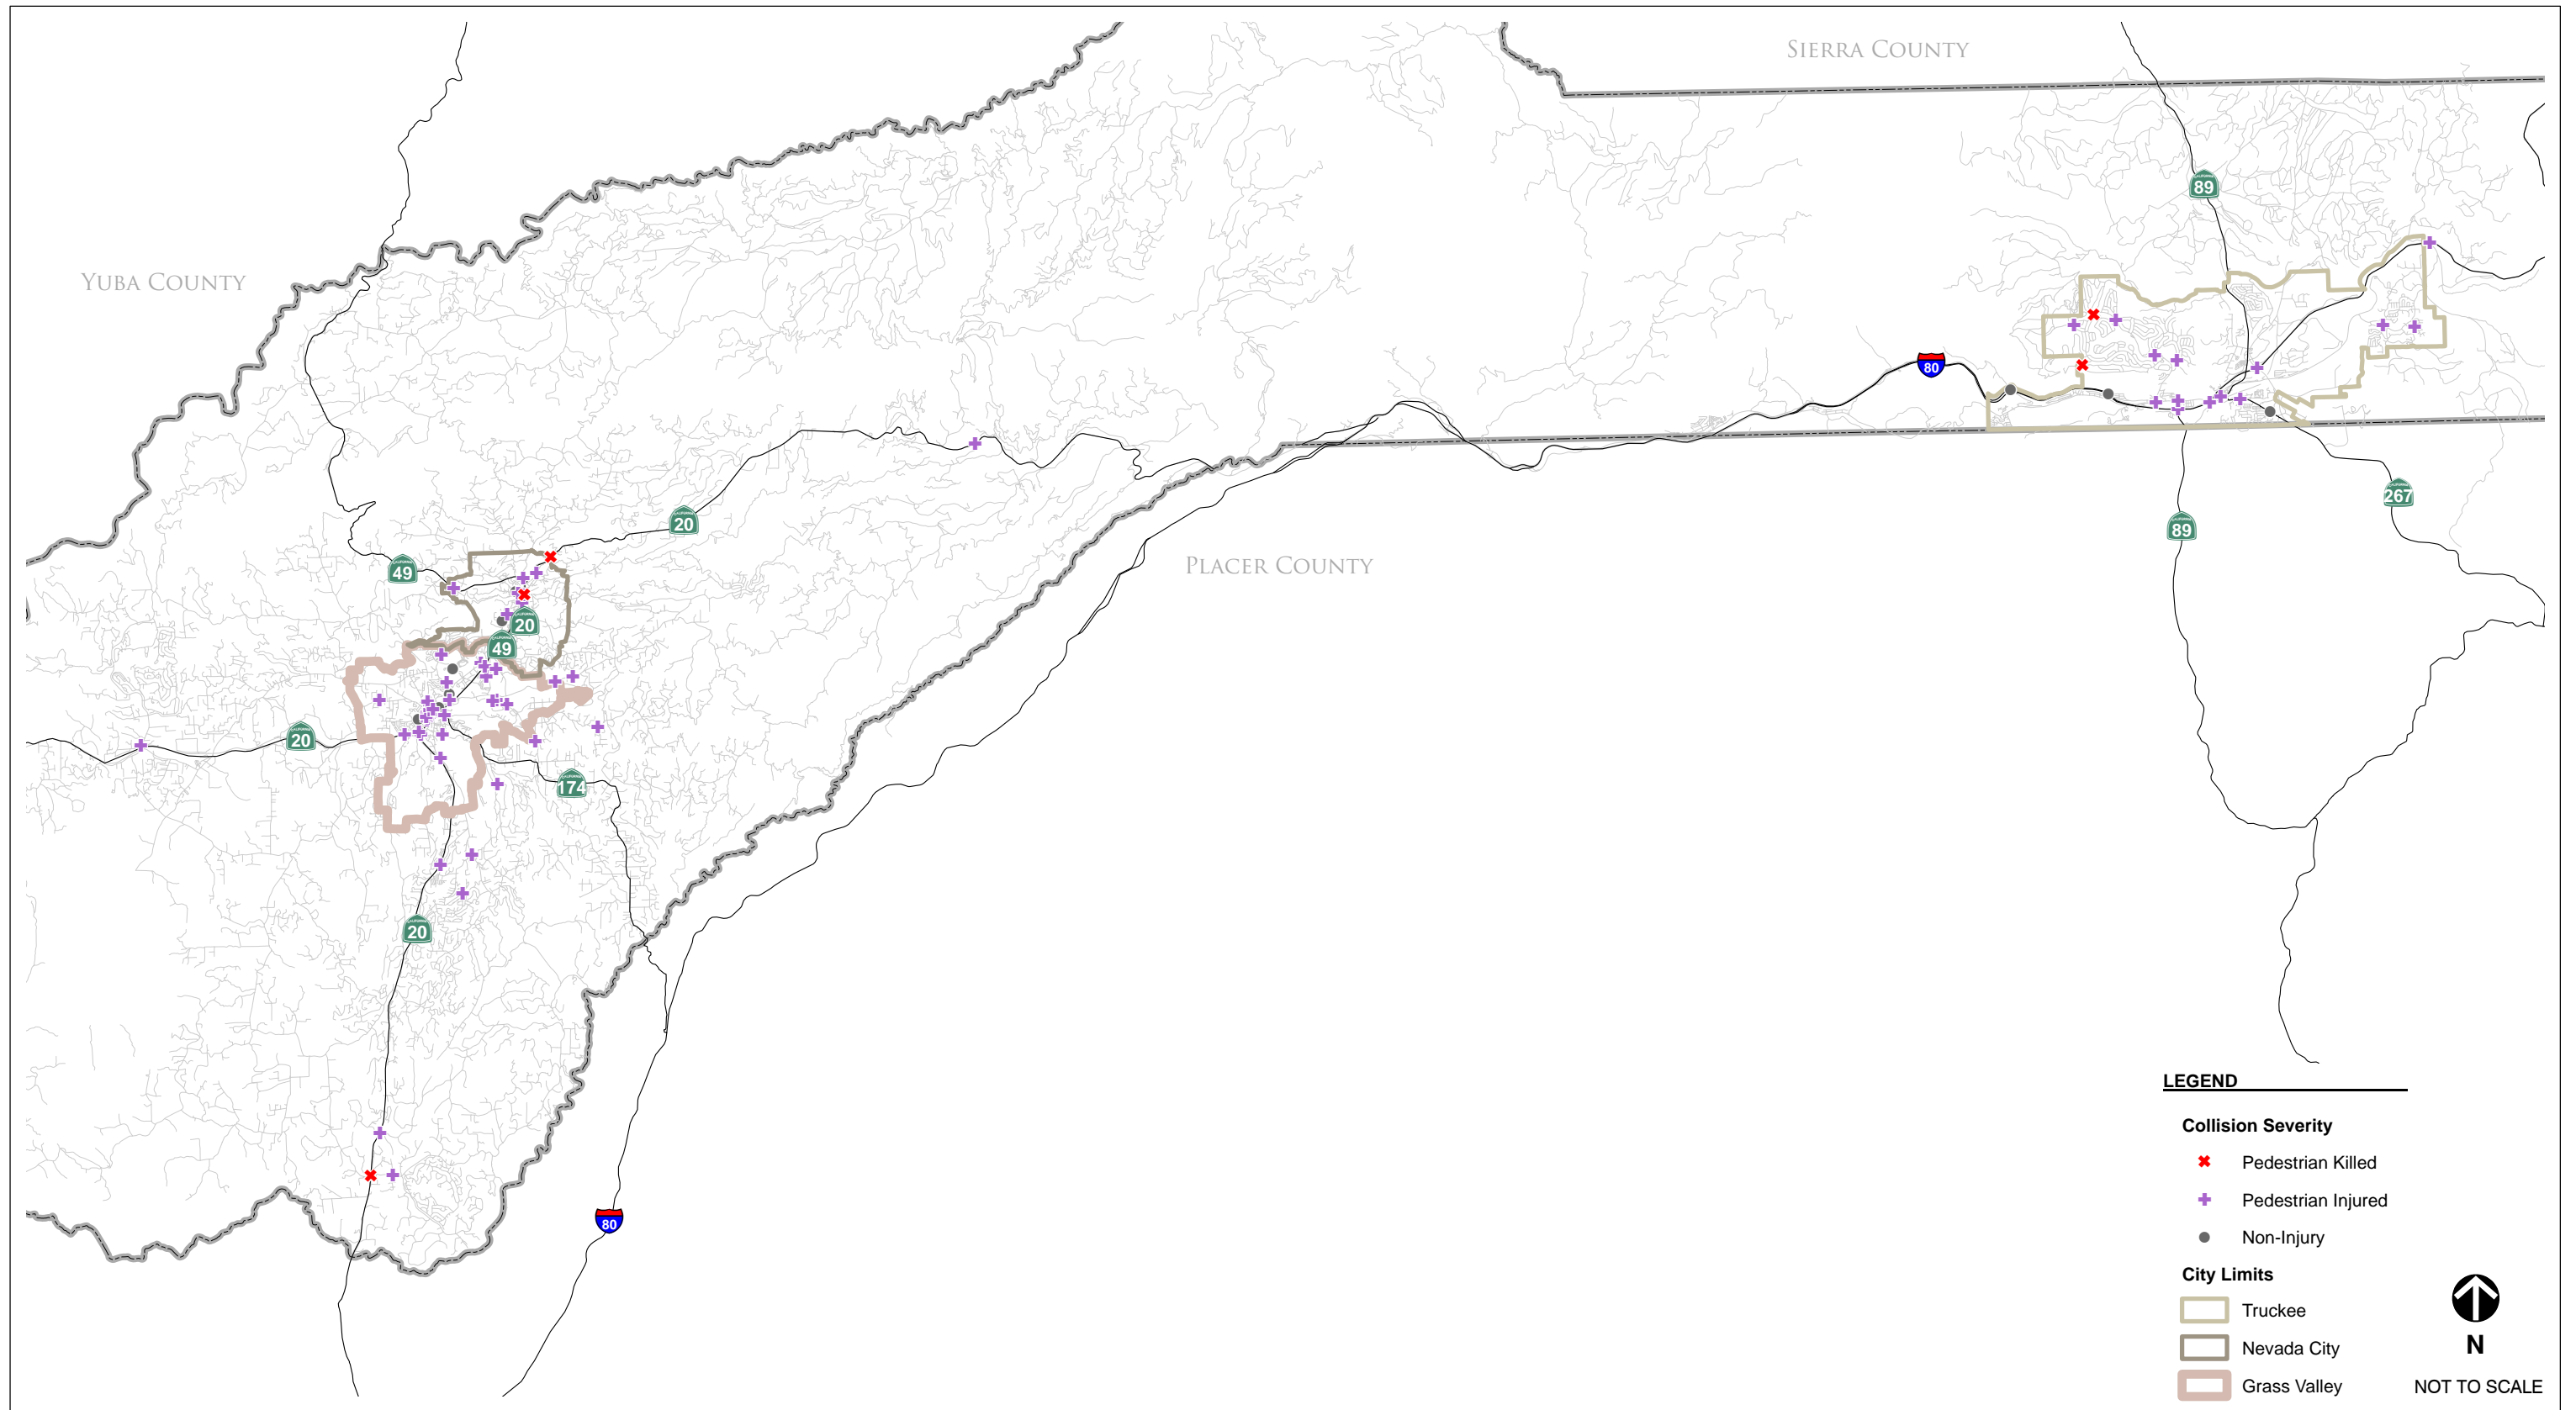 SIERRA COUNTY
89
YUBA COUNTY
80
20
267
89
PLACER COUNTY
49
20
49
20
174
20
80
LEGEND
Collision Severity
Pedestrian Killed
Pedestrian Injured
Non-Injury
City Limits
Truckee
Nevada City
Grass Valley
N
NOT TO SCALE